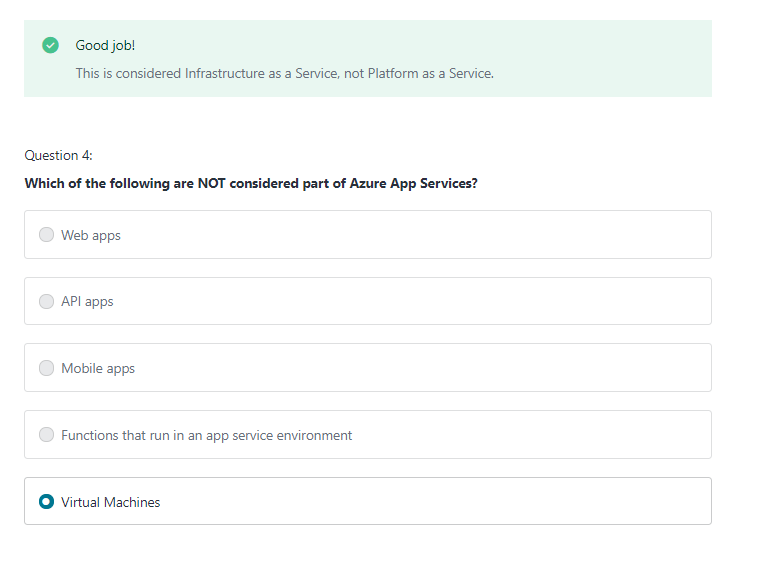 Good job!
This is considered Infrastructure as a Service, not Platform as a Service.
Question 4:
Which of the following are NOT considered part of Azure App Services?
Web apps
API apps
Mobile apps
Functions that run in an app service environment
Virtual Machines